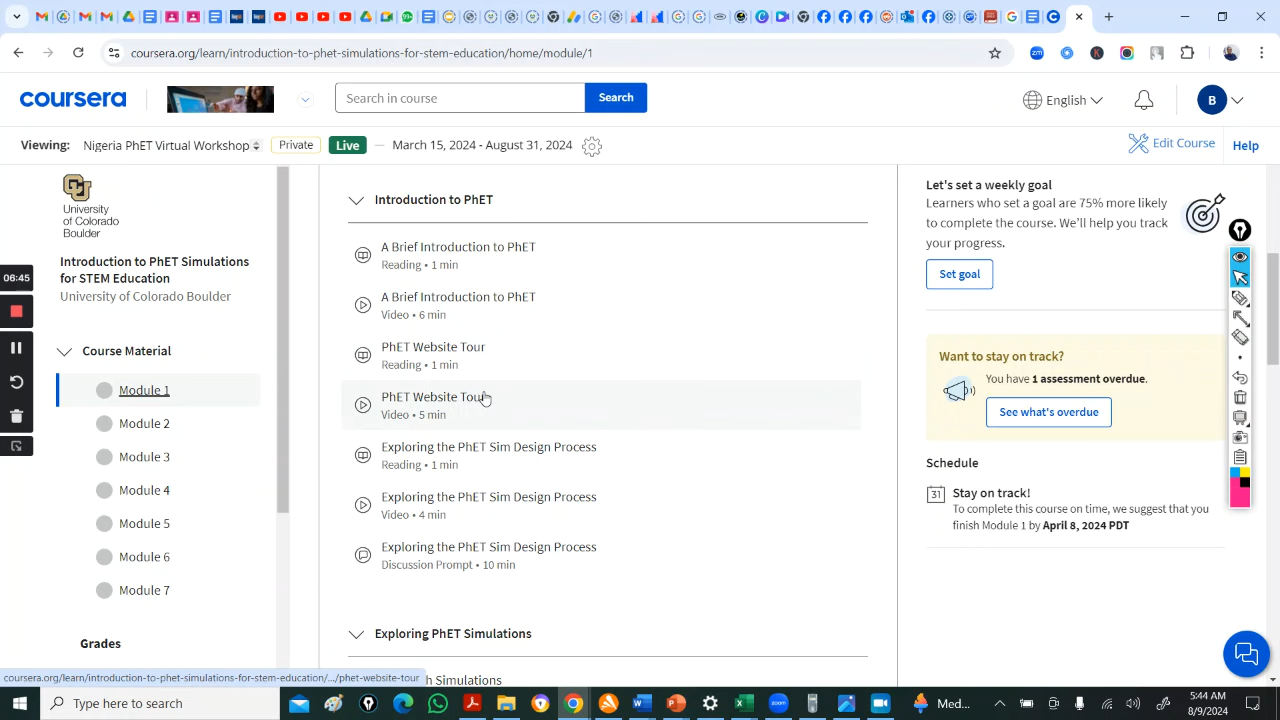 coursera.org/learn/introduction-to-phet-simulations-for-stem-education/home/module/1
coursera
Search in course
Search
English
B
Viewing:
Nigeria PhET Virtual Workshop
Private
Live
— March 15, 2024 - August 31, 2024
Edit Course
Help
CU
University
of Colorado
Boulder
Introduction to PhET Simulations
for STEM Education
University of Colorado Boulder
Course Material
Module 1
Module 2
Module 3
Module 4
Module 5
Module 6
Module 7
Grades
06:45
Introduction to PhET
A Brief Introduction to PhET
Reading • 1 min
A Brief Introduction to PhET
Video • 6 min
PhET Website Tour
Reading • 1 min
PhET Website Tour
Video • 5 min
Exploring the PhET Sim Design Process
Reading • 1 min
Exploring the PhET Sim Design Process
Video • 4 min
Exploring the PhET Sim Design Process
Discussion Prompt • 10 min
Exploring PhET Simulations
h Simulations
Let's set a weekly goal
Learners who set a goal are 75% more likely
to complete the course. We'll help you track
your progress.
Set goal
Want to stay on track?
You have 1 assessment overdue.
See what's overdue
Schedule
31
Stay on track!
To complete this course on time, we suggest that you
finish Module 1 by April 8, 2024 PDT
coursera.org/learn/introduction-to-phet-simulations-for-stem-education/.../phet-website-tour
Type here to search
zoom
Med...
5:44 AM
8/9/2024